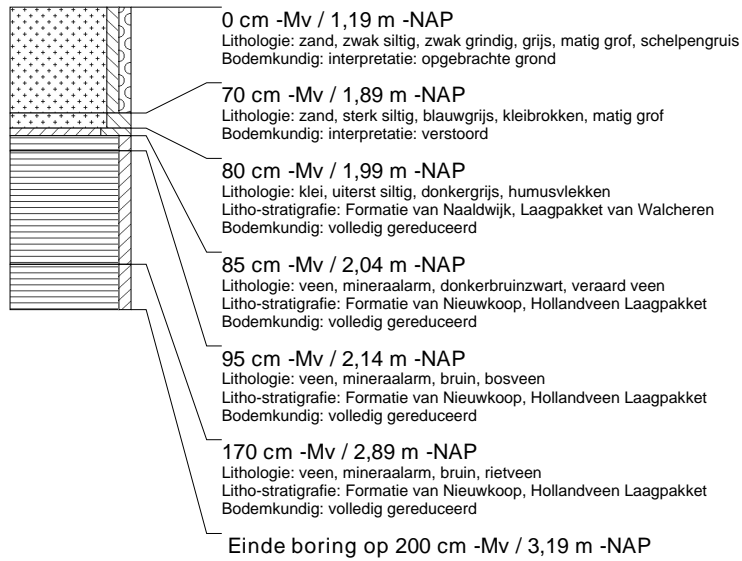 0 cm -Mv / 1,19 m -NAP
Lithologie: zand, zwak siltig, zwak grindig, grijs, matig grof, schelpengruis
Bodemkundig: interpretatie: opgebrachte grond
70 cm -Mv / 1,89 m -NAP
Lithologie: zand, sterk siltig, blauwgrijs, kleibrokken, matig grof
Bodemkundig: interpretatie: verstoord
80 cm -Mv / 1,99 m -NAP
Lithologie: klei, uiterst siltig, donkergrijs, humusvlekken
Litho-stratigrafie: Formatie van Naaldwijk, Laagpakket van Walcheren
Bodemkundig: volledig gereduceerd
85 cm -Mv / 2,04 m -NAP
Lithologie: veen, mineraalarm, donkerbruinzwart, veraard veen
Litho-stratigrafie: Formatie van Nieuwkoop, Hollandveen Laagpakket
Bodemkundig: volledig gereduceerd
95 cm -Mv / 2,14 m -NAP
Lithologie: veen, mineraalarm, bruin, bosveen
Litho-stratigrafie: Formatie van Nieuwkoop, Hollandveen Laagpakket
Bodemkundig: volledig gereduceerd
170 cm -Mv / 2,89 m -NAP
Lithologie: veen, mineraalarm, bruin, rietveen
Litho-stratigrafie: Formatie van Nieuwkoop, Hollandveen Laagpakket
Bodemkundig: volledig gereduceerd
Einde boring op 200 cm -Mv / 3,19 m -NAP